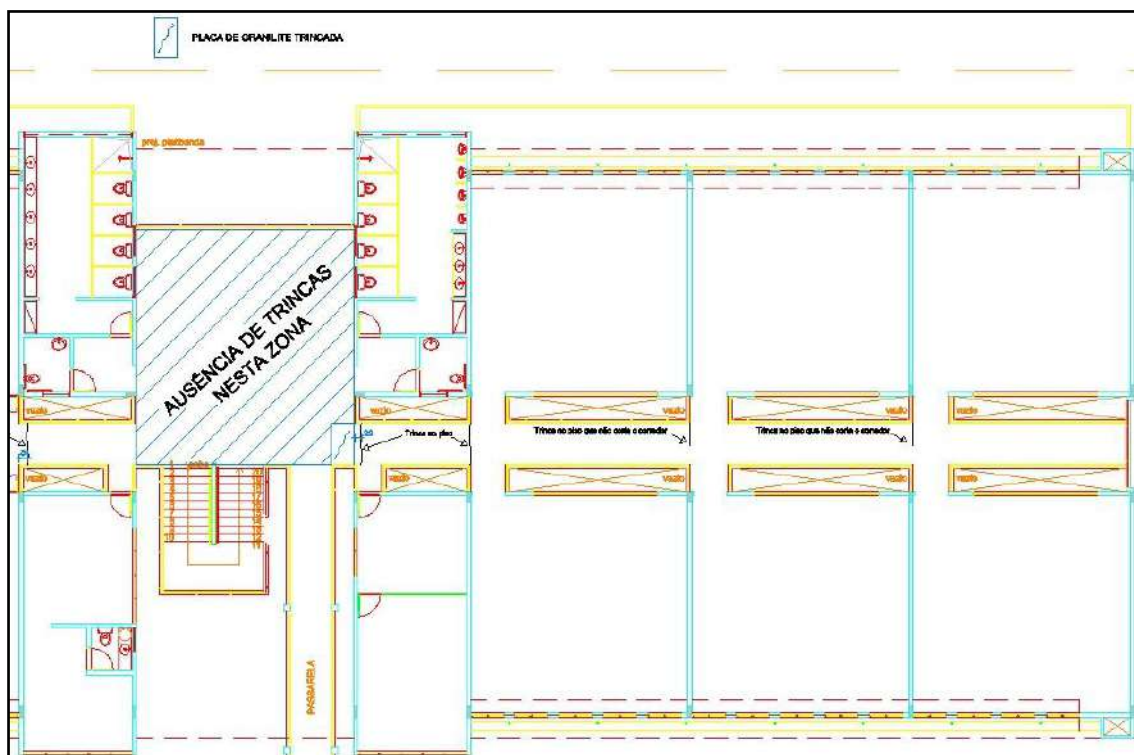 PLACA DE GRANILITE TRINCADA
proj. platibanda
AUSÊNCIA DE TRINCAS
NESTA ZONA
vazio
vazio
vazio
vazio
vazio
Trinca no piso
Trinca no piso que não corta o corredor
Trinca no piso que não corta o corredor
vazio
vazio
vazio
vazio
vazio
PASSARELA